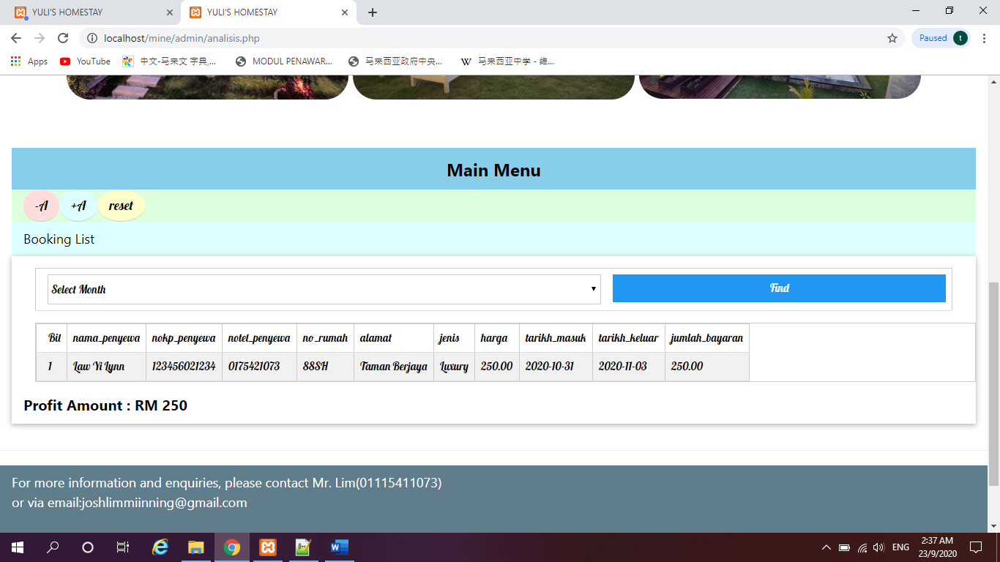 YULI'S HOMESTAY
YULI'S HOMESTAY
localhost/mine/admin/analisis.php
Paused t
Apps YouTube 中文-马来文 字典,... MODUL PENAWAR... 马来西亚政府中央... W 马来西亚中学 - 维...
Main Menu
-A +A reset
Booking List
Select Month Find
Bil nama_penyewa nokp_penyewa notel_penyewa no_rumah alamat jenis harga tarikh_masuk tarikh_keluar jumlah_bayaran
1 Law Yi Lynn 123456021234 0175421073 88SH Taman Berjaya Luxury 250.00 2020-10-31 2020-11-03 250.00
Profit Amount : RM 250
For more information and enquiries, please contact Mr. Lim(01115411073)
or via email:joshlimmiinning@gmail.com
ENG 2:37 AM
23/9/2020